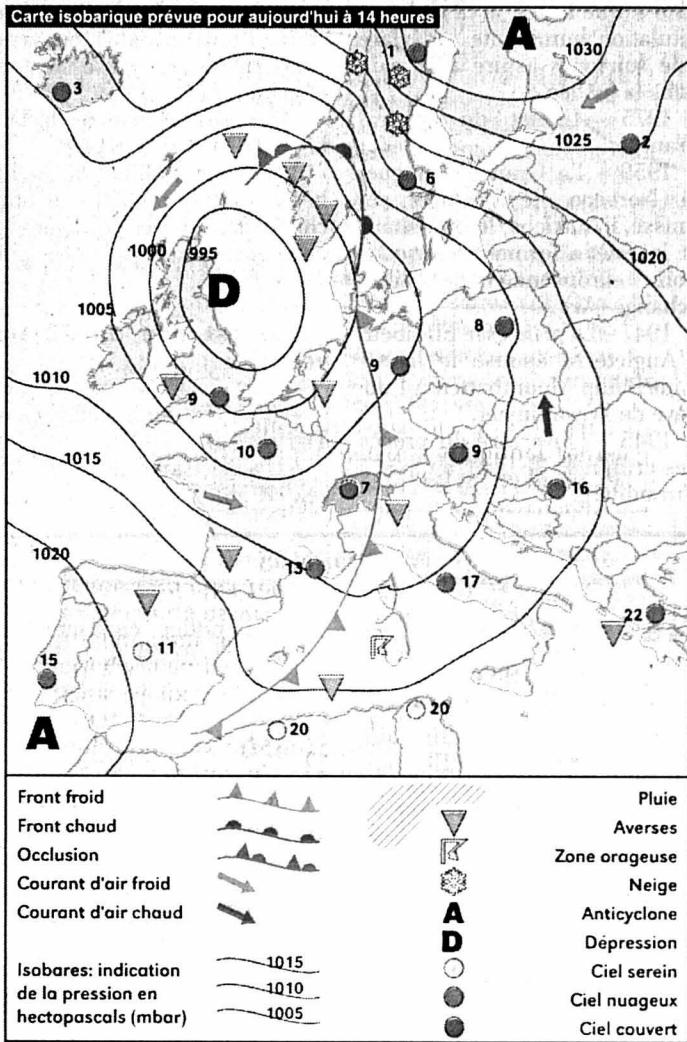 Carte isobarique prévue pour aujourd'hui à 14 heures
A
1
1030
3
1025
2
6
1020
1000
995
D
1005
8
9
1010
9
10
9
1015
7
16
13
17
1020
22
11
15
A
20
20
Front froid
Front chaud
Occlusion
Courant d'air froid
Courant d'air chaud
Isobares: indication
de la pression en
hectopascals (mbar)
1015
1010
1005
Pluie
Averses
Zone orageuse
Neige
A
Anticyclone
D
Dépression
Ciel serein
Ciel nuageux
Ciel couvert